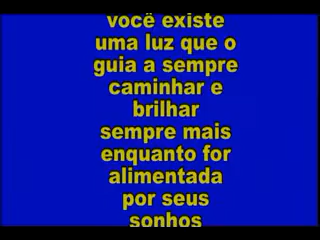 você existe
uma luz que o
guia a sempre
caminhar e
brilhar
sempre mais
enquanto for
alimentada
por seus
sonhos